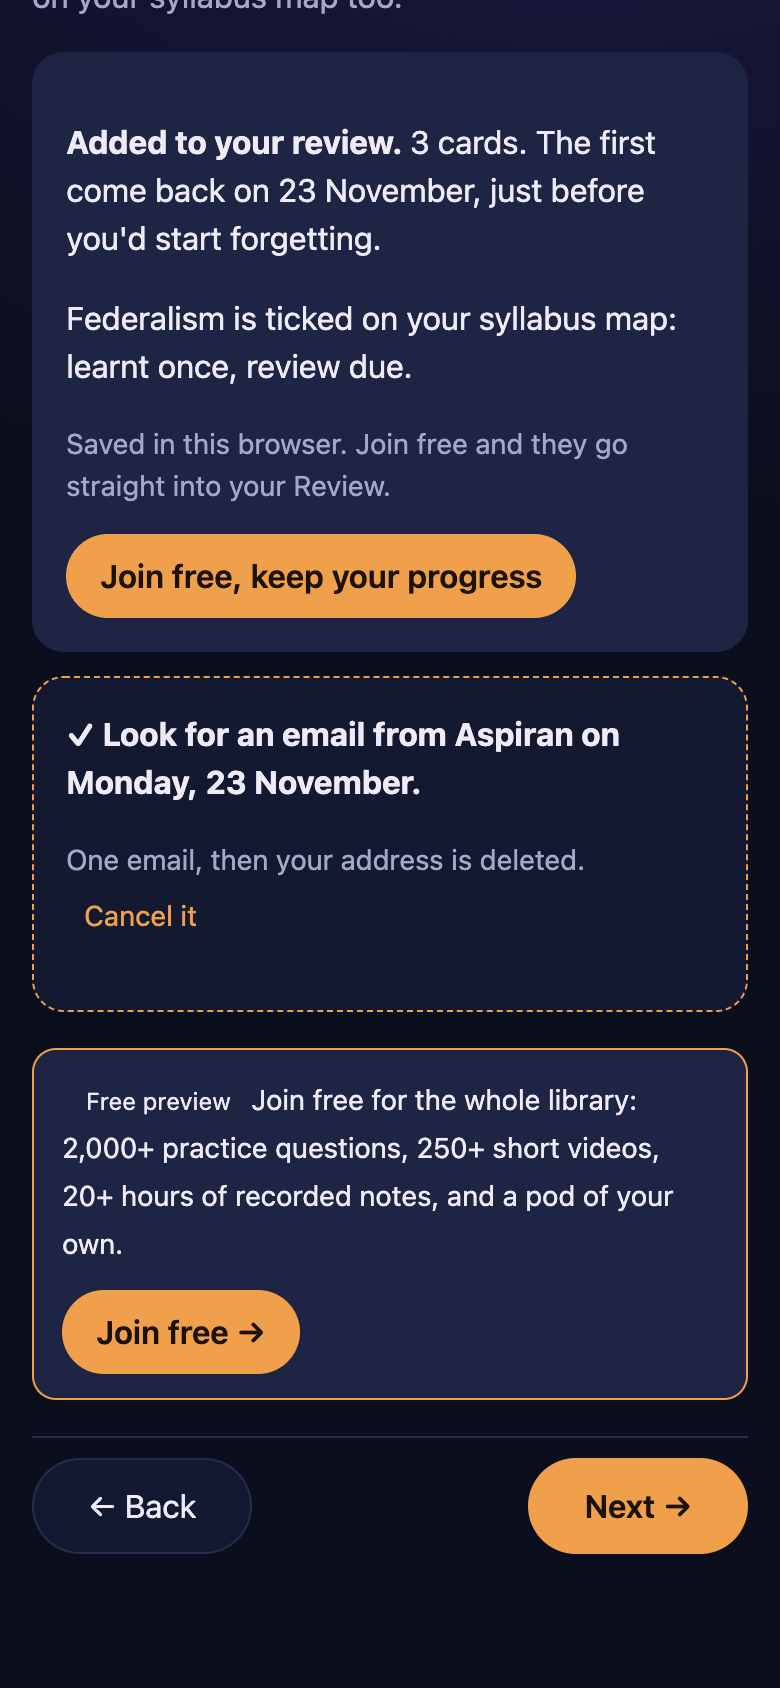 on your syllabus map too.
Added to your review. 3 cards. The first
come back on 23 November, just before
you'd start forgetting.
Federalism is ticked on your syllabus map:
learnt once, review due.
Saved in this browser. Join free and they go
straight into your Review.
Join free, keep your progress
✓ Look for an email from Aspiran on
Monday, 23 November.
One email, then your address is deleted.
Cancel it
Free preview Join free for the whole library:
2,000+ practice questions, 250+ short videos,
20+ hours of recorded notes, and a pod of your
own.
Join free →
← Back
Next →